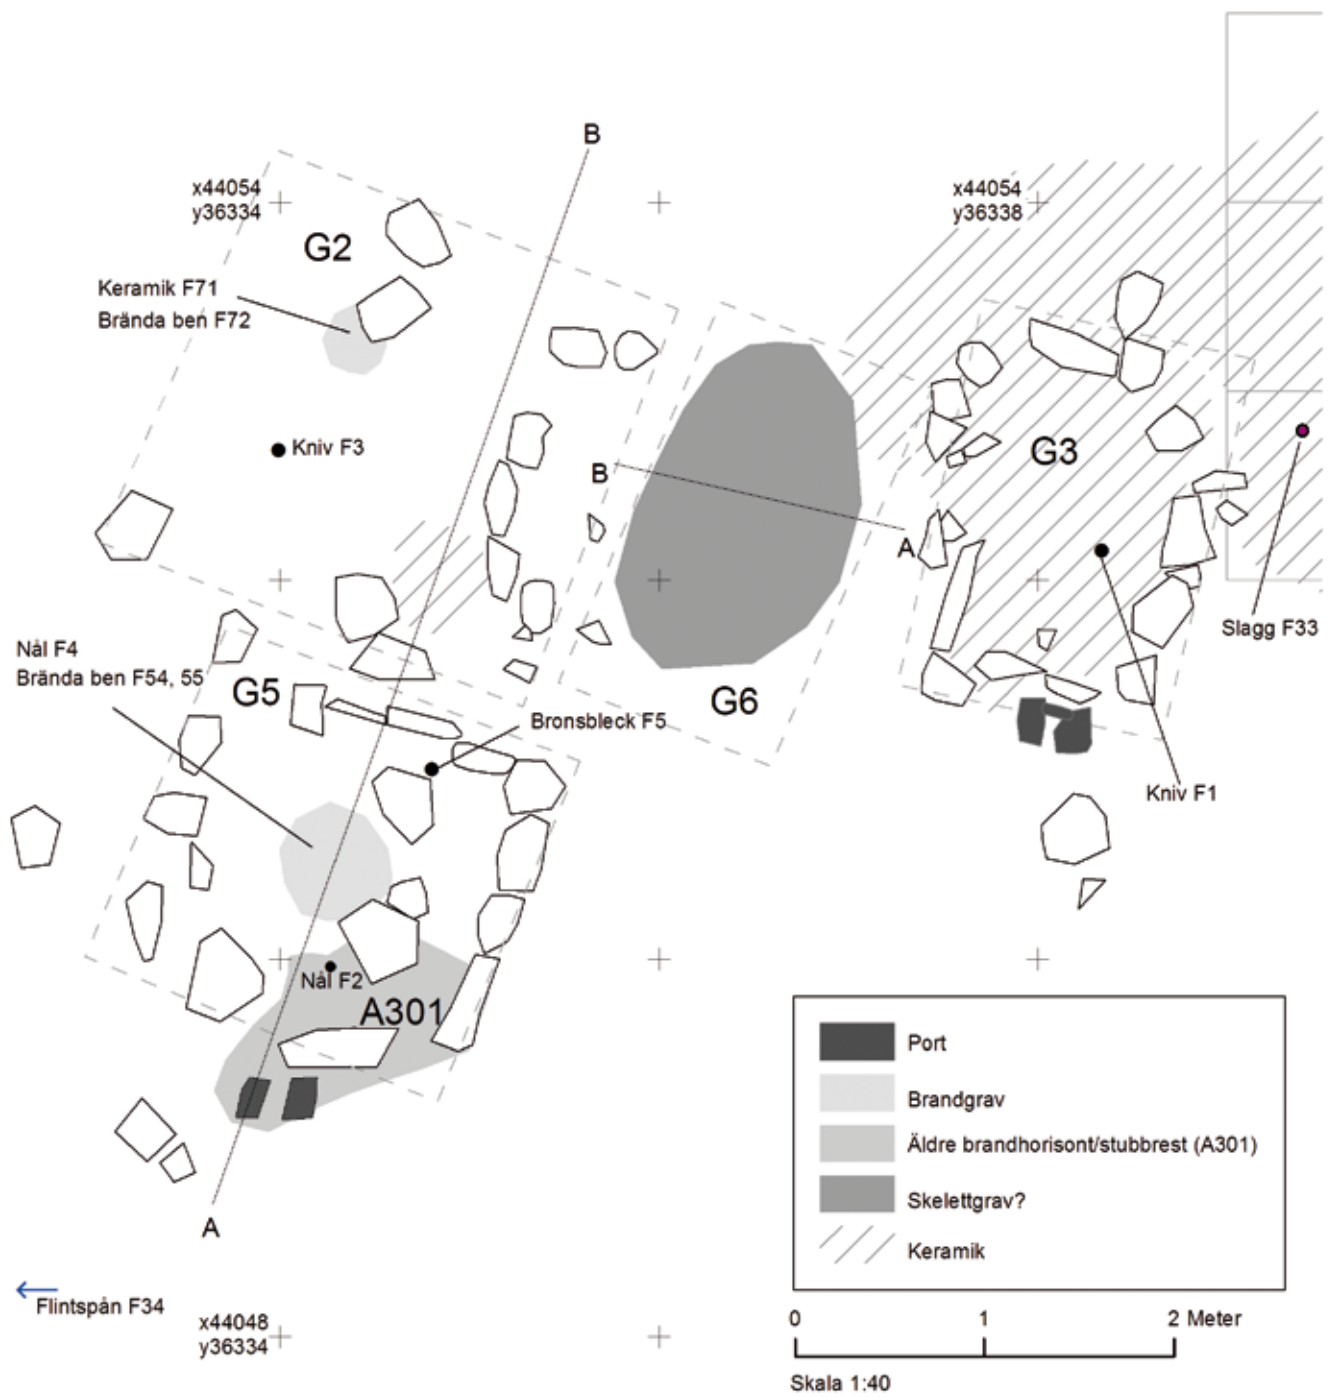 B
x44054
y36334
x44054
y36338
G2
Keramik F71
Brända ben F72
Kniv F3
B
G3
A
Slagg F33
Nål F4
Brända ben F54, 55
G5
G6
Bronsbleck F5
Kniv F1
Nål F2
A301
A
Flintspån F34
x44048
y36334
Port
Brandgrav
Äldre brandhorisont/stubbrest (A301)
Skelettgrav?
Keramik
0 1 2 Meter
Skala 1:40